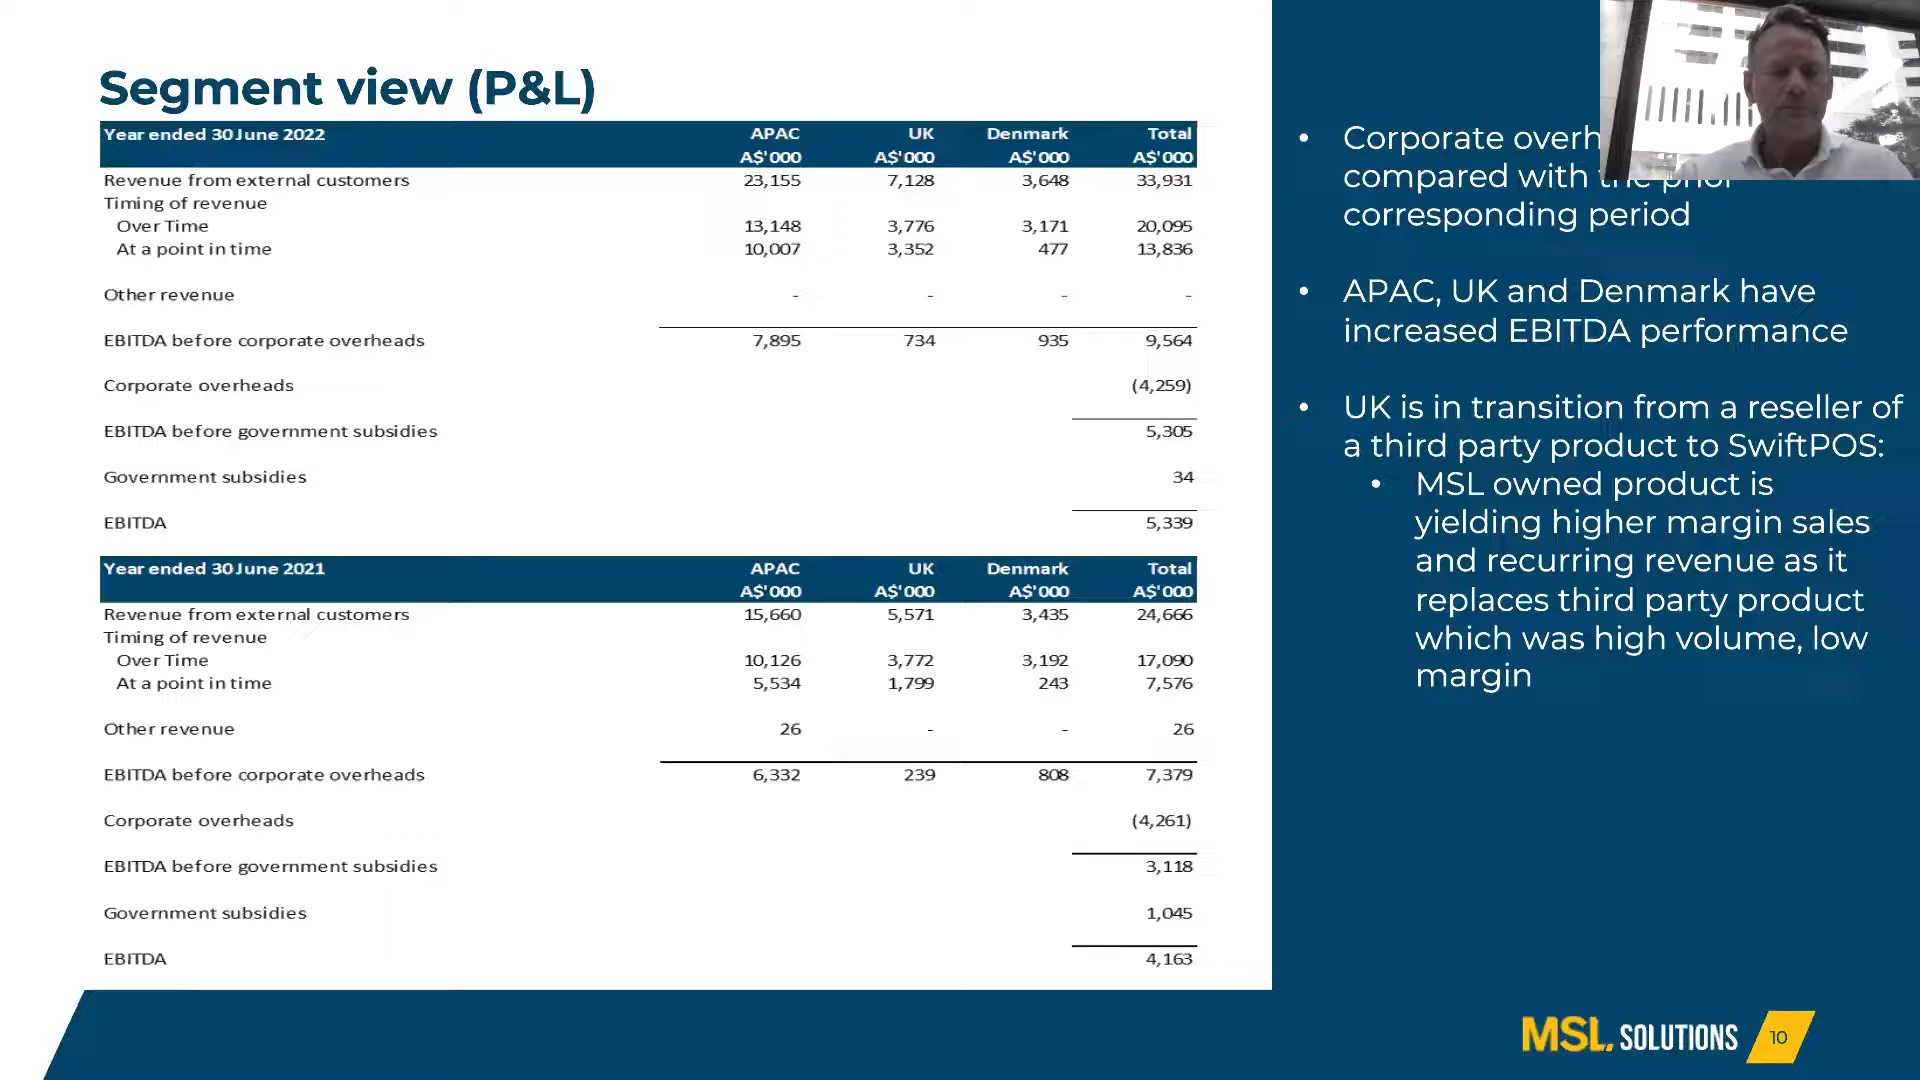 Segment view (P&L)
Year ended 30 June 2022 APAC UK Denmark Total
A$'000 A$'000 A$'000 A$'000
Revenue from external customers 23,155 7,128 3,648 33,931
Timing of revenue
Over Time 13,148 3,776 3,171 20,095
At a point in time 10,007 3,352 477 13,836
Other revenue - - - -
EBITDA before corporate overheads 7,895 734 935 9,564
Corporate overheads (4,259)
EBITDA before government subsidies 5,305
Government subsidies 34
EBITDA 5,339
Year ended 30 June 2021 APAC UK Denmark Total
A$'000 A$'000 A$'000 A$'000
Revenue from external customers 15,660 5,571 3,435 24,666
Timing of revenue
Over Time 10,126 3,772 3,192 17,090
At a point in time 5,534 1,799 243 7,576
Other revenue 26 - - 26
EBITDA before corporate overheads 6,332 239 808 7,379
Corporate overheads (4,261)
EBITDA before government subsidies 3,118
Government subsidies 1,045
EBITDA 4,163
• Corporate
compared with the prior
corresponding period
• APAC, UK and Denmark have
increased EBITDA performance
• UK is in transition from a reseller of
a third party product to SwiftPOS:
• MSL owned product is
yielding higher margin sales
and recurring revenue as it
replaces third party product
which was high volume, low
margin
MSL SOLUTIONS 10